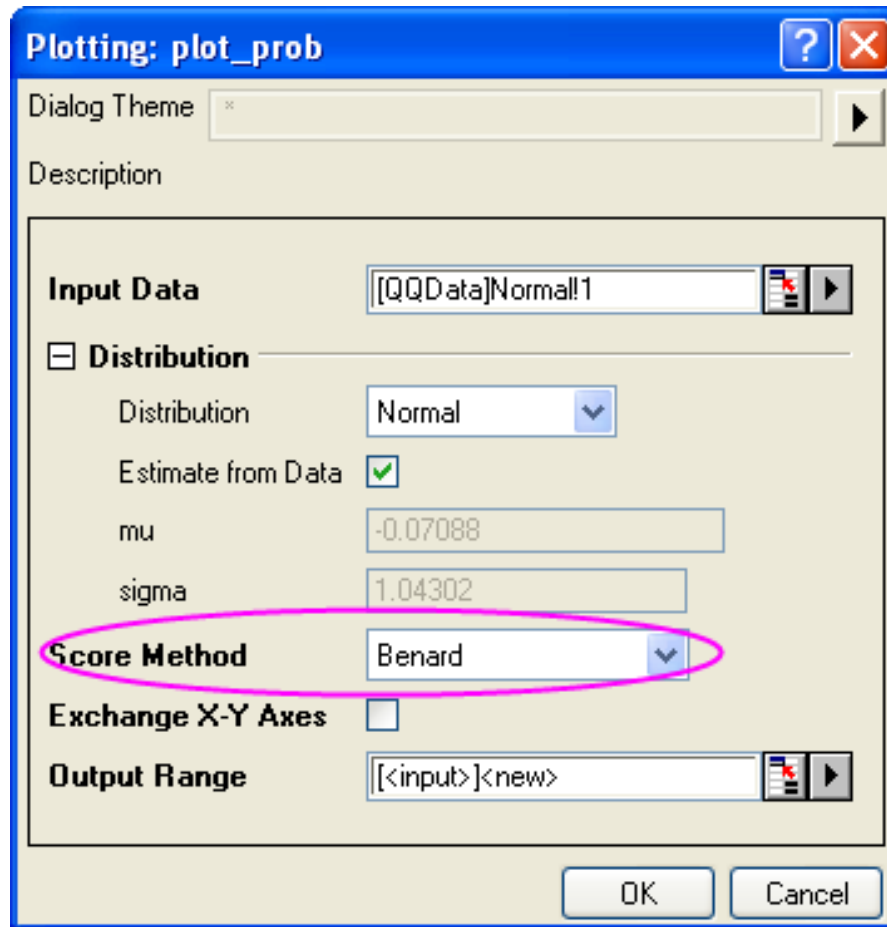 Plotting: plot_prob
Dialog Theme *
Description
Input Data [QQData]Normal!1
Distribution
Distribution Normal
Estimate from Data
mu -0.07088
sigma 1.04302
Score Method Benard
Exchange X-Y Axes
Output Range [<input>]<new>
OK Cancel